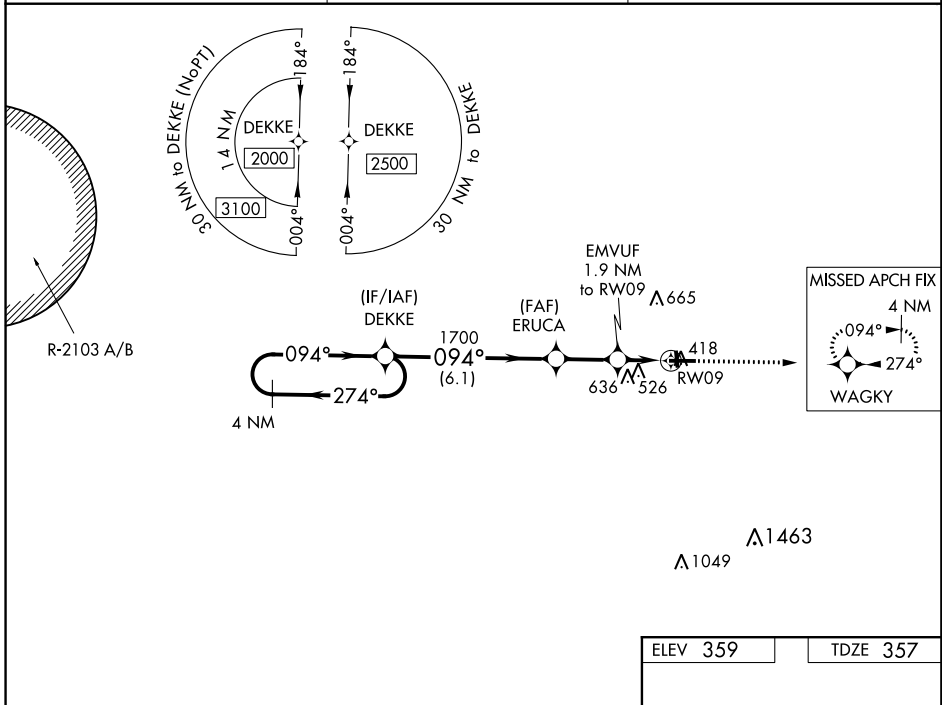 30 NM to DEKKE (NoPT)
14 NM
184°
DEKKE
2000
3100
004°
184°
DEKKE
2500
004°
30 NM to DEKKE
R-2103 A/B
(IF/IAF)
DEKKE
094°
274°
4 NM
1700
094°
(6.1)
(FAF)
ERUCA
EMVUF
1.9 NM
to RW09
665
636
526
418
RW09
MISSED APCH FIX
4 NM
094°
274°
WAGKY
1463
1049
ELEV 359
TDZE 357